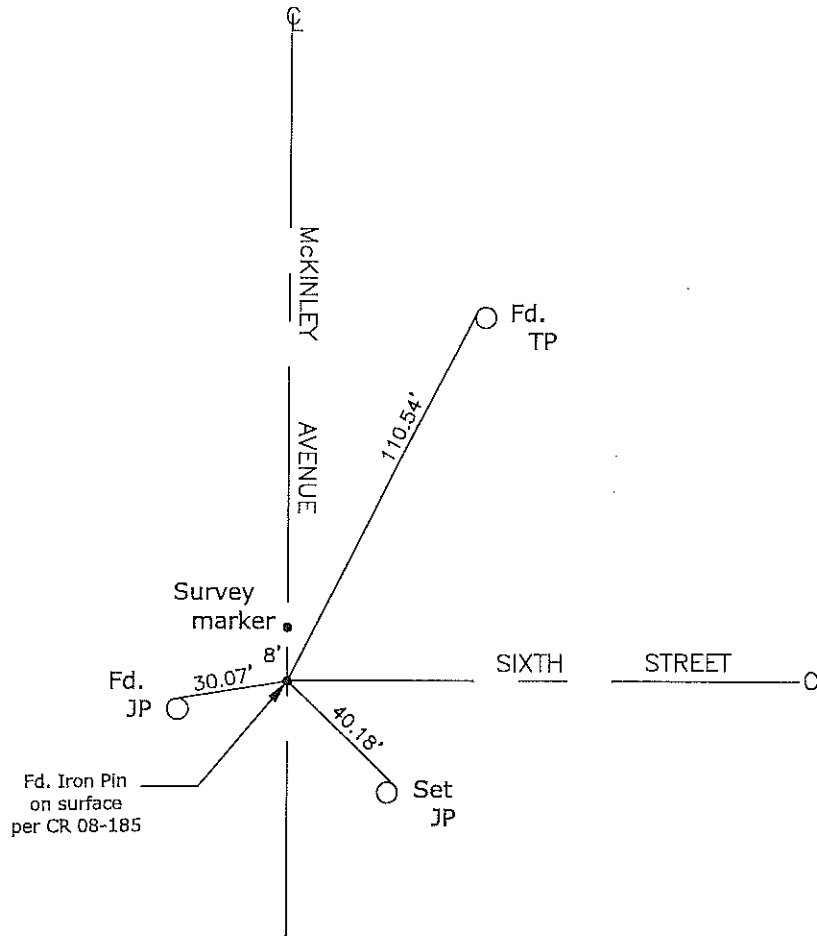 ℄
McKINLEY
AVENUE
Fd.
TP
110.54'
Survey
marker
8'
SIXTH STREET
Fd.
JP
30.07'
40.18'
Set
JP
Fd. Iron Pin
on surface
per CR 08-185